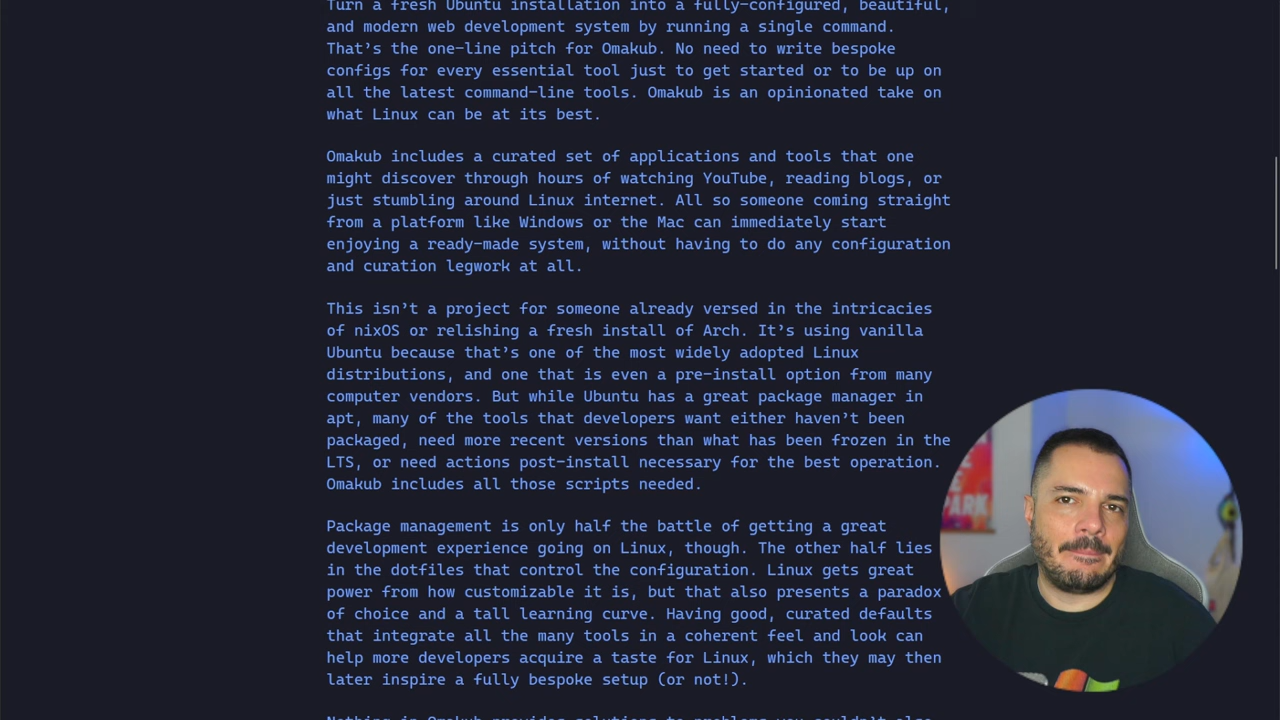 Turn a fresh Ubuntu installation into a fully-configured, beautiful,
and modern web development system by running a single command.
That’s the one-line pitch for Omakub. No need to write bespoke
configs for every essential tool just to get started or to be up on
all the latest command-line tools. Omakub is an opinionated take on
what Linux can be at its best.
Omakub includes a curated set of applications and tools that one
might discover through hours of watching YouTube, reading blogs, or
just stumbling around Linux internet. All so someone coming straight
from a platform like Windows or the Mac can immediately start
enjoying a ready-made system, without having to do any configuration
and curation legwork at all.
This isn’t a project for someone already versed in the intricacies
of nixOS or relishing a fresh install of Arch. It’s using vanilla
Ubuntu because that’s one of the most widely adopted Linux
distributions, and one that is even a pre-install option from many
computer vendors. But while Ubuntu has a great package manager in
apt, many of the tools that developers want either haven’t been
packaged, need more recent versions than what has been frozen in the
LTS, or need actions post-install necessary for the best operation.
Omakub includes all those scripts needed.
Package management is only half the battle of getting a great
development experience going on Linux, though. The other half lies
in the dotfiles that control the configuration. Linux gets great
power from how customizable it is, but that also presents a paradox
of choice and a tall learning curve. Having good, curated defaults
that integrate all the many tools in a coherent feel and look can
help more developers acquire a taste for Linux, which they may then
later inspire a fully bespoke setup (or not!).
Nothing in Omakub provides solutions to problems you couldn’t else
PARK